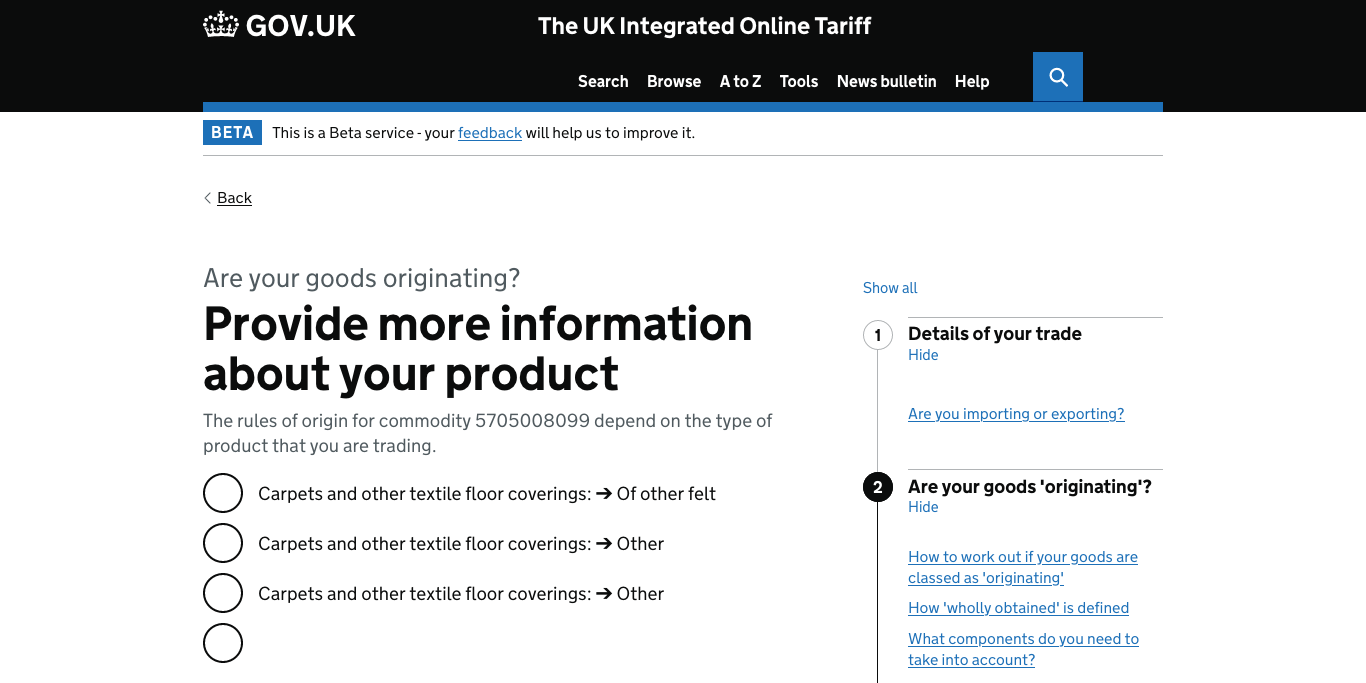 GOV.UK
The UK Integrated Online Tariff
Search Browse A to Z Tools News bulletin Help
BETA This is a Beta service - your feedback will help us to improve it.
Back
Are your goods originating?
Provide more information
about your product
The rules of origin for commodity 5705008099 depend on the type of
product that you are trading.
Carpets and other textile floor coverings: ➔ Of other felt
Carpets and other textile floor coverings: ➔ Other
Carpets and other textile floor coverings: ➔ Other
Show all
1 Details of your trade
Hide
Are you importing or exporting?
2 Are your goods 'originating'?
Hide
How to work out if your goods are
classed as 'originating'
How 'wholly obtained' is defined
What components do you need to
take into account?